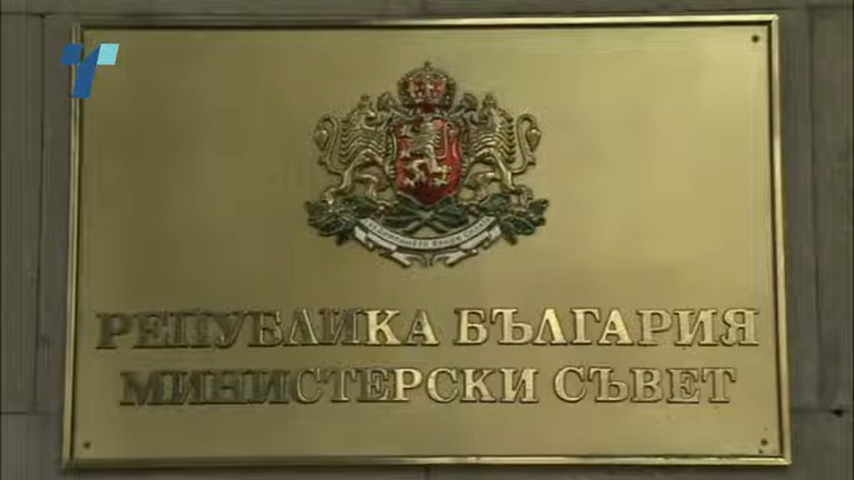 РЕПУБЛИКА БЪЛГАРИЯ
МИНИСТЕРСКИ СЪВЕТ